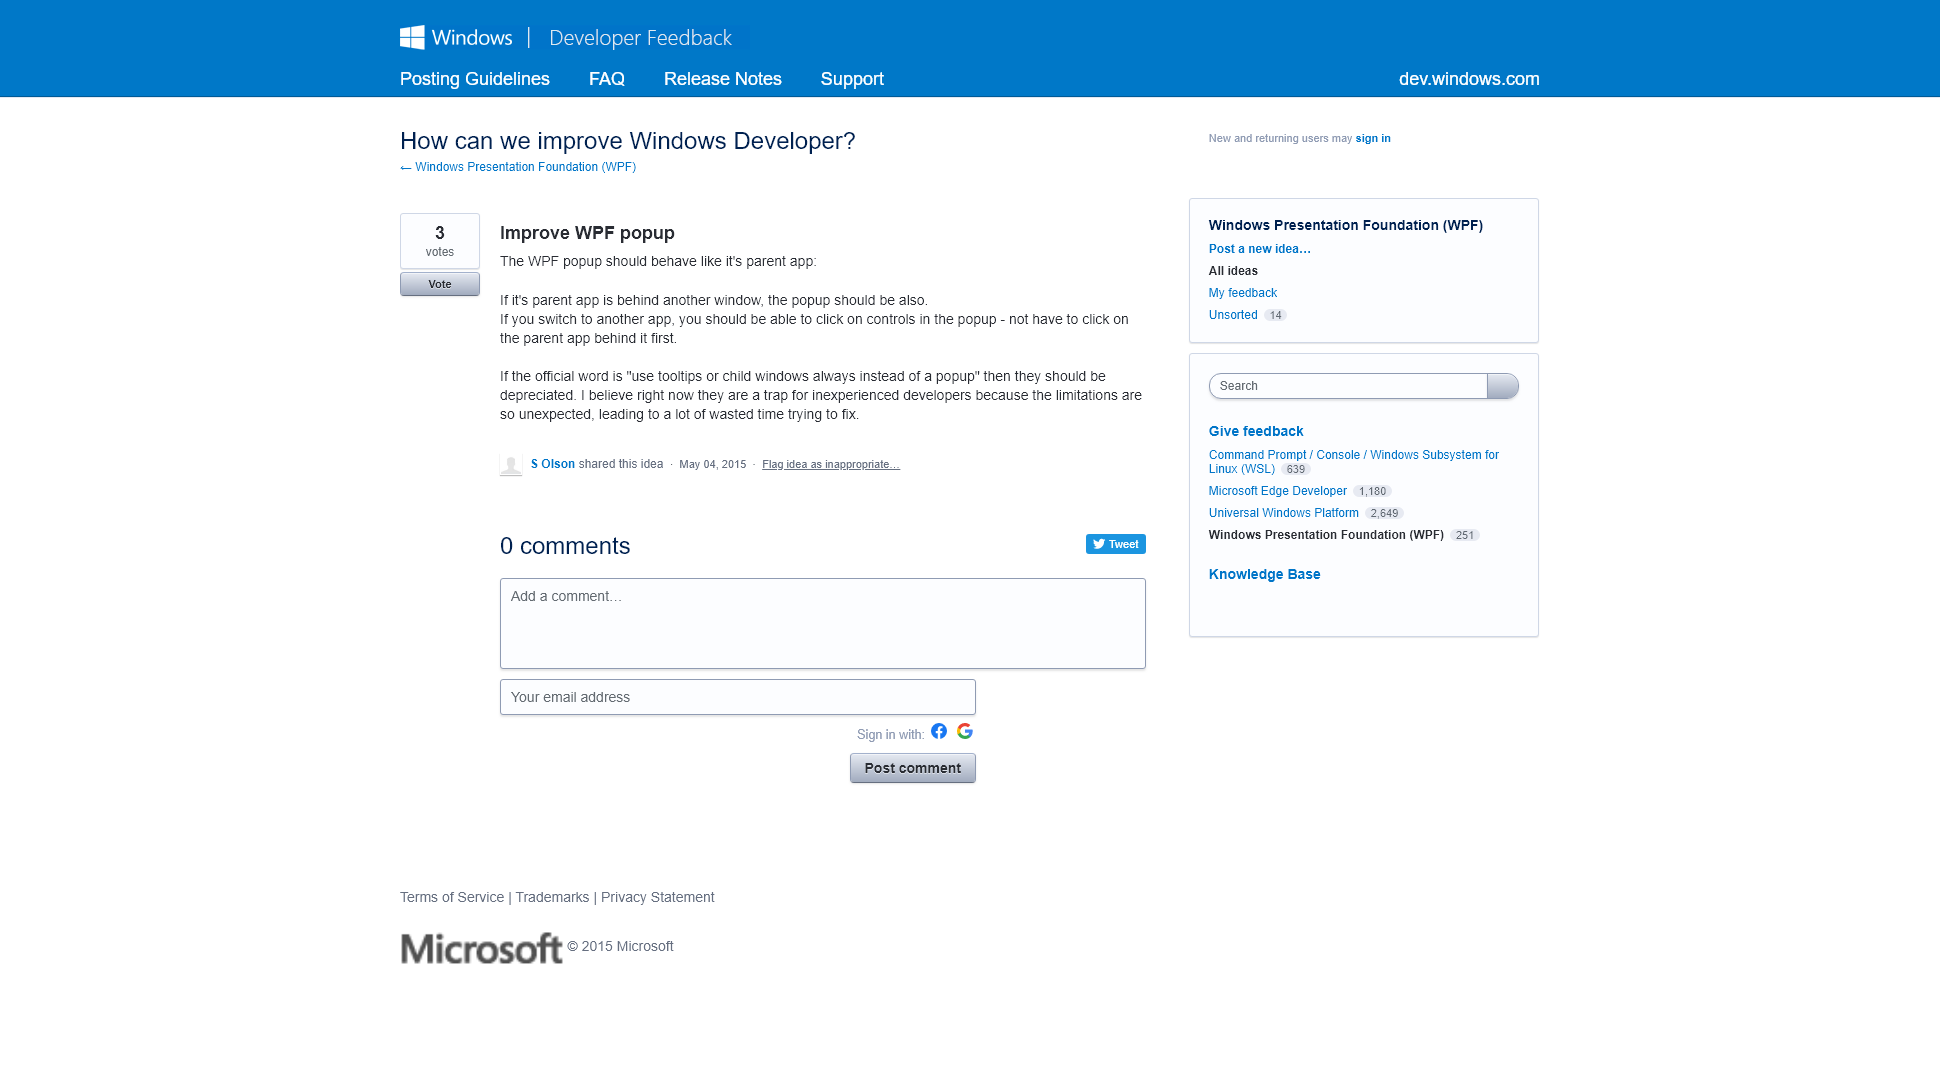 Windows | Developer Feedback
Posting Guidelines FAQ Release Notes Support dev.windows.com
How can we improve Windows Developer?
← Windows Presentation Foundation (WPF)
New and returning users may sign in
3
votes
Vote
Improve WPF popup
The WPF popup should behave like it's parent app:
If it's parent app is behind another window, the popup should be also.
If you switch to another app, you should be able to click on controls in the popup - not have to click on
the parent app behind it first.
If the official word is "use tooltips or child windows always instead of a popup" then they should be
depreciated. I believe right now they are a trap for inexperienced developers because the limitations are
so unexpected, leading to a lot of wasted time trying to fix.
S Olson shared this idea · May 04, 2015 · Flag idea as inappropriate…
0 comments
Tweet
Add a comment…
Your email address
Sign in with:
Post comment
Windows Presentation Foundation (WPF)
Post a new idea…
All ideas
My feedback
Unsorted 14
Search
Give feedback
Command Prompt / Console / Windows Subsystem for
Linux (WSL) 639
Microsoft Edge Developer 1,180
Universal Windows Platform 2,649
Windows Presentation Foundation (WPF) 251
Knowledge Base
Terms of Service | Trademarks | Privacy Statement
Microsoft © 2015 Microsoft